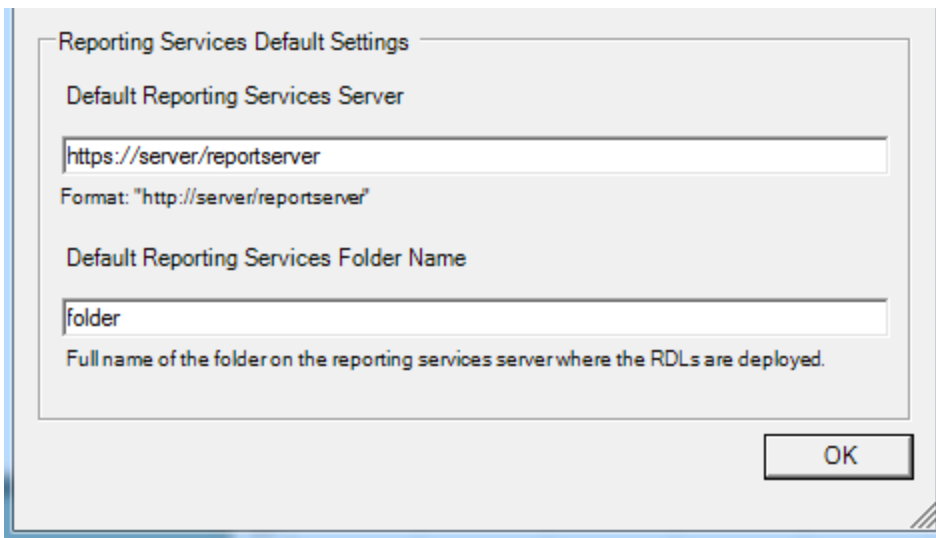 Reporting Services Default Settings
Default Reporting Services Server
https://server/reportserver
Format: "http://server/reportserver"
Default Reporting Services Folder Name
folder
Full name of the folder on the reporting services server where the RDLs are deployed.
OK